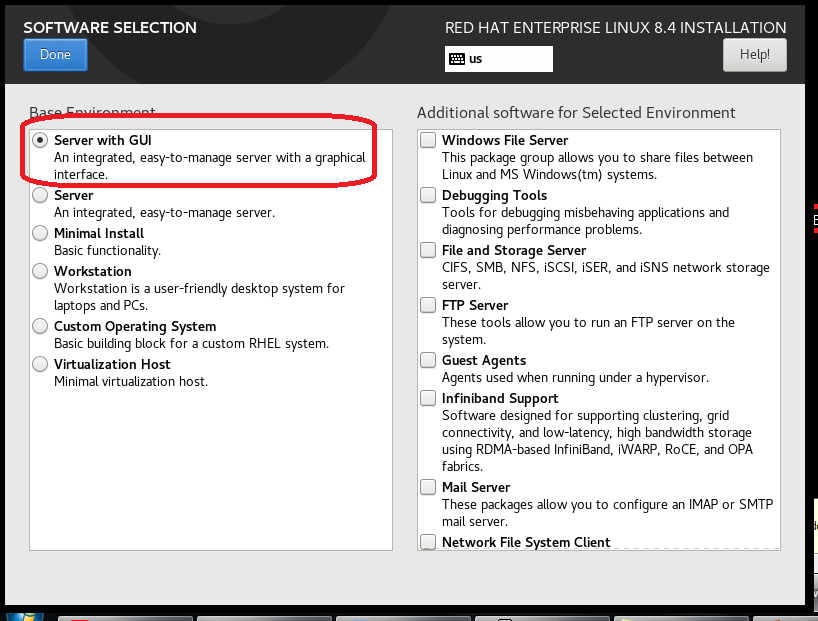 SOFTWARE SELECTION
Done
RED HAT ENTERPRISE LINUX 8.4 INSTALLATION
us
Help!
Base Environment
Server with GUI
An integrated, easy-to-manage server with a graphical
interface.
Server
An integrated, easy-to-manage server.
Minimal Install
Basic functionality.
Workstation
Workstation is a user-friendly desktop system for
laptops and PCs.
Custom Operating System
Basic building block for a custom RHEL system.
Virtualization Host
Minimal virtualization host.
Additional software for Selected Environment
Windows File Server
This package group allows you to share files between
Linux and MS Windows(tm) systems.
Debugging Tools
Tools for debugging misbehaving applications and
diagnosing performance problems.
File and Storage Server
CIFS, SMB, NFS, iSCSI, iSER, and iSNS network storage
server.
FTP Server
These tools allow you to run an FTP server on the
system.
Guest Agents
Agents used when running under a hypervisor.
Infiniband Support
Software designed for supporting clustering, grid
connectivity, and low-latency, high bandwidth storage
using RDMA-based InfiniBand, iWARP, RoCE, and OPA
fabrics.
Mail Server
These packages allow you to configure an IMAP or SMTP
mail server.
Network File System Client